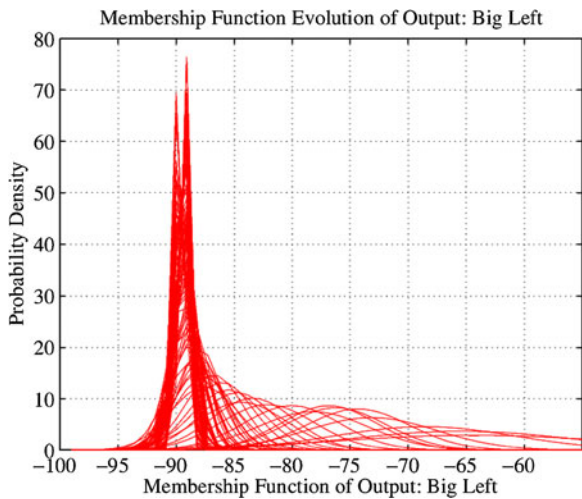 Membership Function Evolution of Output: Big Left
80
70
60
50
40
30
20
10
0
Probability Density
−100 −95 −90 −85 −80 −75 −70 −65 −60
Membership Function of Output: Big Left